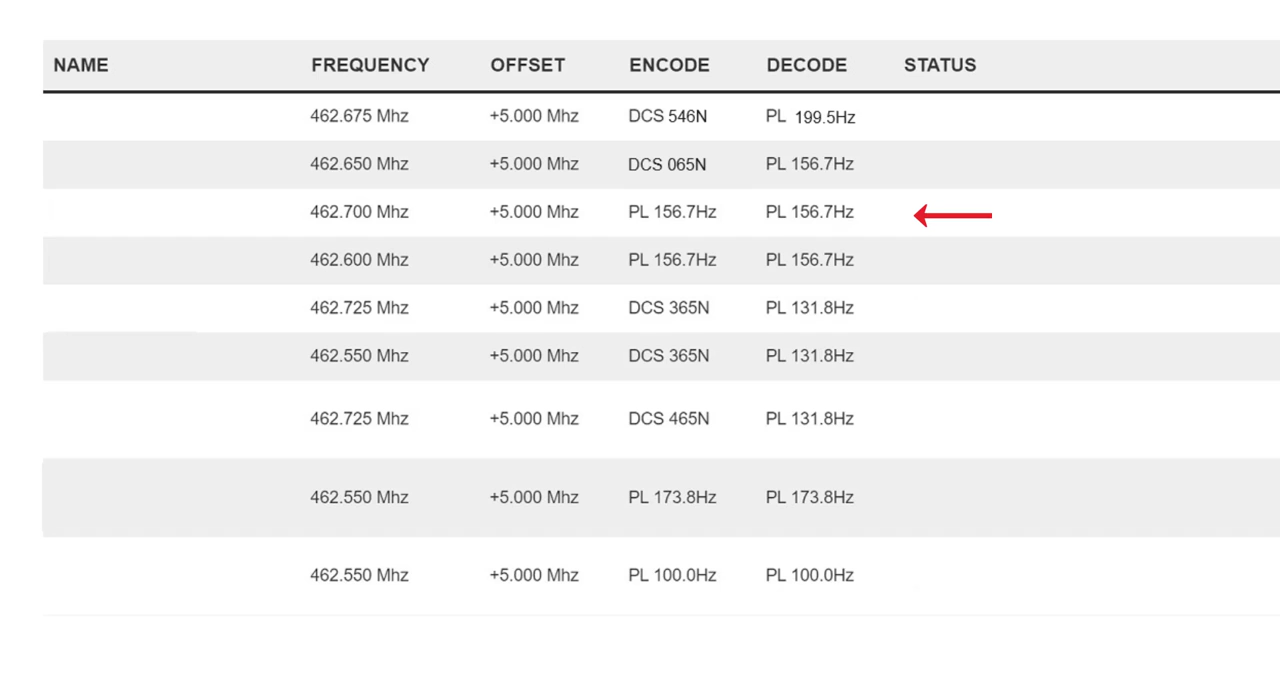 NAME FREQUENCY OFFSET ENCODE DECODE STATUS
462.675 Mhz +5.000 Mhz DCS 546N PL 199.5Hz
462.650 Mhz +5.000 Mhz DCS 065N PL 156.7Hz
462.700 Mhz +5.000 Mhz PL 156.7Hz PL 156.7Hz
462.600 Mhz +5.000 Mhz PL 156.7Hz PL 156.7Hz
462.725 Mhz +5.000 Mhz DCS 365N PL 131.8Hz
462.550 Mhz +5.000 Mhz DCS 365N PL 131.8Hz
462.725 Mhz +5.000 Mhz DCS 465N PL 131.8Hz
462.550 Mhz +5.000 Mhz PL 173.8Hz PL 173.8Hz
462.550 Mhz +5.000 Mhz PL 100.0Hz PL 100.0Hz